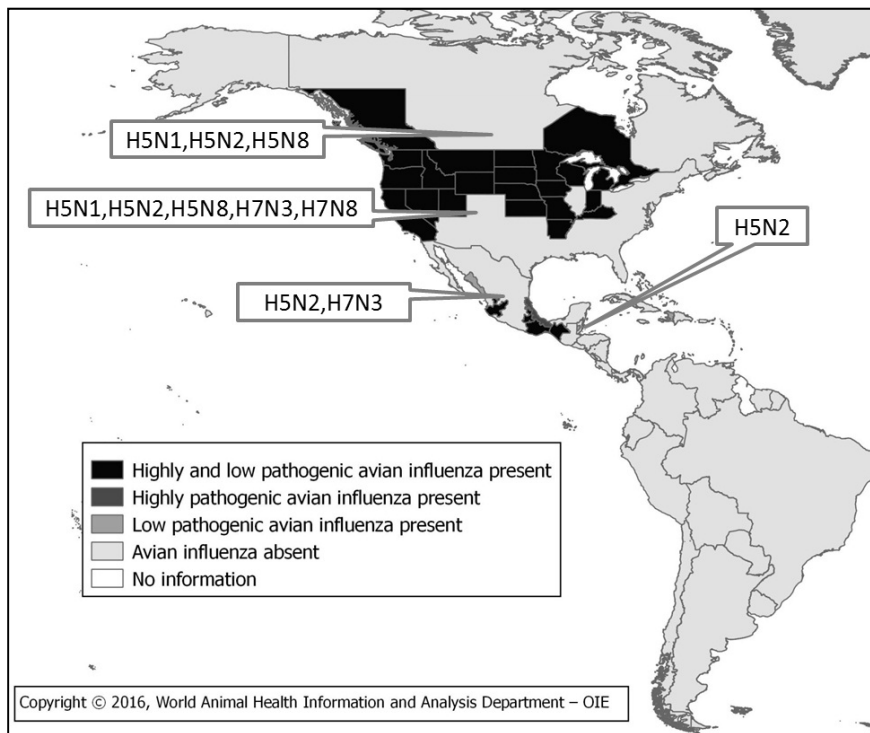 H5N1,H5N2,H5N8
H5N1,H5N2,H5N8,H7N3,H7N8
H5N2
H5N2,H7N3
Highly and low pathogenic avian influenza present
Highly pathogenic avian influenza present
Low pathogenic avian influenza present
Avian influenza absent
No information
Copyright © 2016, World Animal Health Information and Analysis Department – OIE